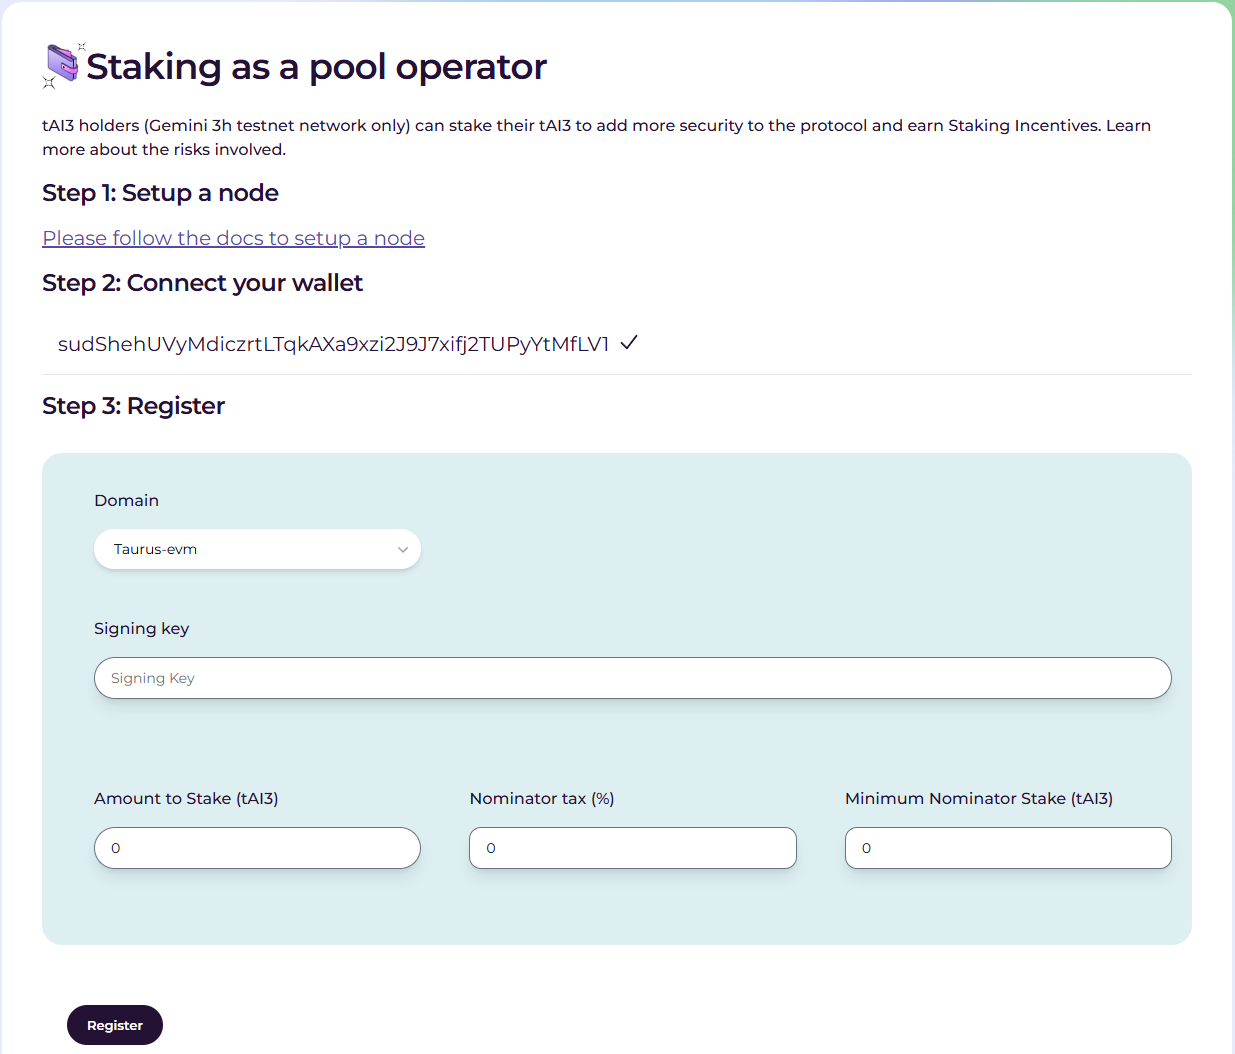 Staking as a pool operator
tAI3 holders (Gemini 3h testnet network only) can stake their tAI3 to add more security to the protocol and earn Staking Incentives. Learn
more about the risks involved.
Step 1: Setup a node
Please follow the docs to setup a node
Step 2: Connect your wallet
sudShehUVyMdiczrtLTqkAXa9xzi2J9J7xifj2TUPyYtMfLV1
Step 3: Register
Domain
Taurus-evm
Signing key
Signing Key
Amount to Stake (tAI3) Nominator tax (%) Minimum Nominator Stake (tAI3)
0 0 0
Register